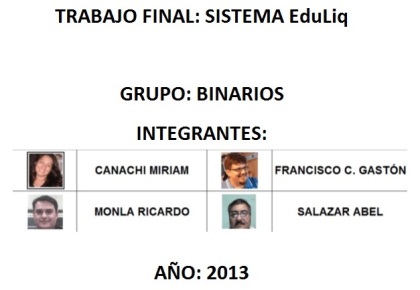 TRABAJO FINAL: SISTEMA EduLiq
GRUPO: BINARIOS
INTEGRANTES:
CANACHI MIRIAM FRANCISCO C. GASTÓN
MONLA RICARDO SALAZAR ABEL
AÑO: 2013